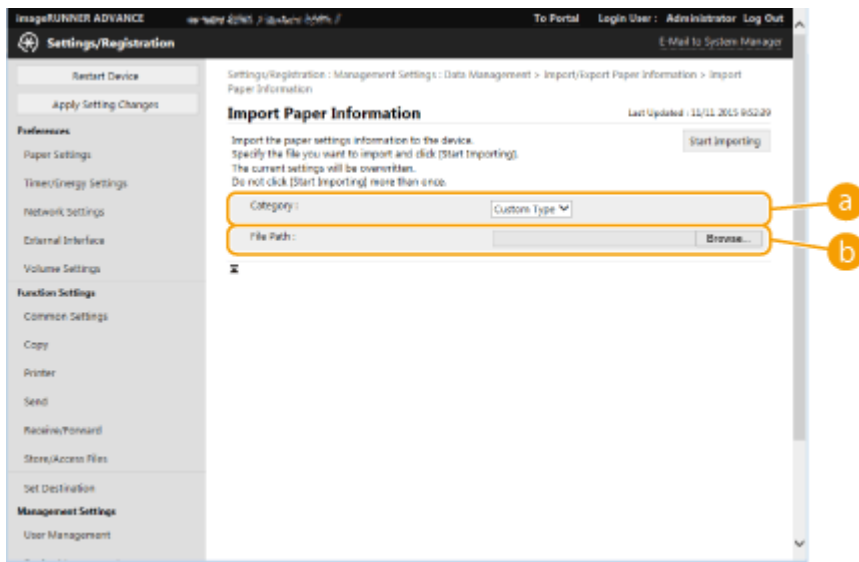 imageRUNNER ADVANCE To Portal Login User : Administrator Log Out
Settings/Registration E-Mail to System Manager
Restart Device
Apply Setting Changes
Preferences
Paper Settings
Timer/Energy Settings
Network Settings
External Interface
Volume Settings
Function Settings
Common Settings
Copy
Printer
Send
Receive/Forward
Store/Access Files
Set Destination
Management Settings
User Management
Settings/Registration : Management Settings : Data Management > Import/Export Paper Information > Import
Paper Information
Import Paper Information Last Updated : 11/11 2015 9:52:39
Import the paper settings information to the device. Start Importing
Specify the file you want to import and click [Start Importing].
The current settings will be overwritten.
Do not click [Start Importing] more than once.
Category : Custom Type
a
File Path : Browse...
b